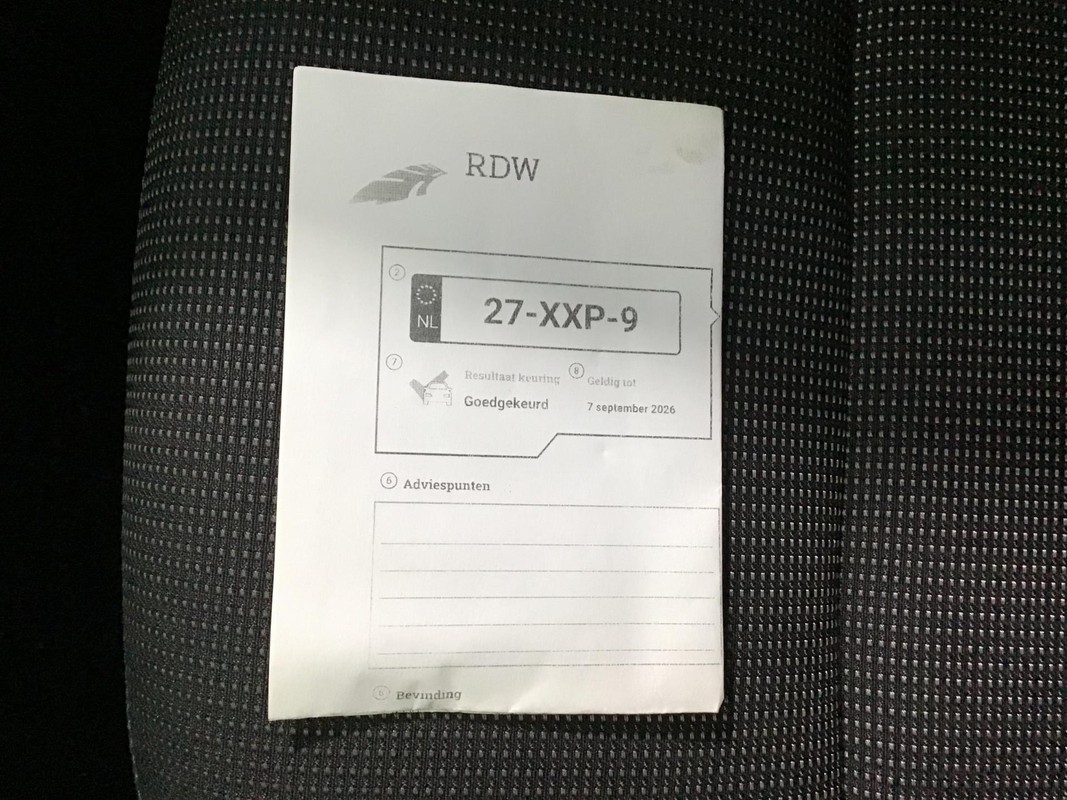 RDW
2
NL 27-XXP-9
7 Resultaat keuring 8 Geldig tot
Goedgekeurd 7 september 2026
6 Adviespunten
6 Bevinding